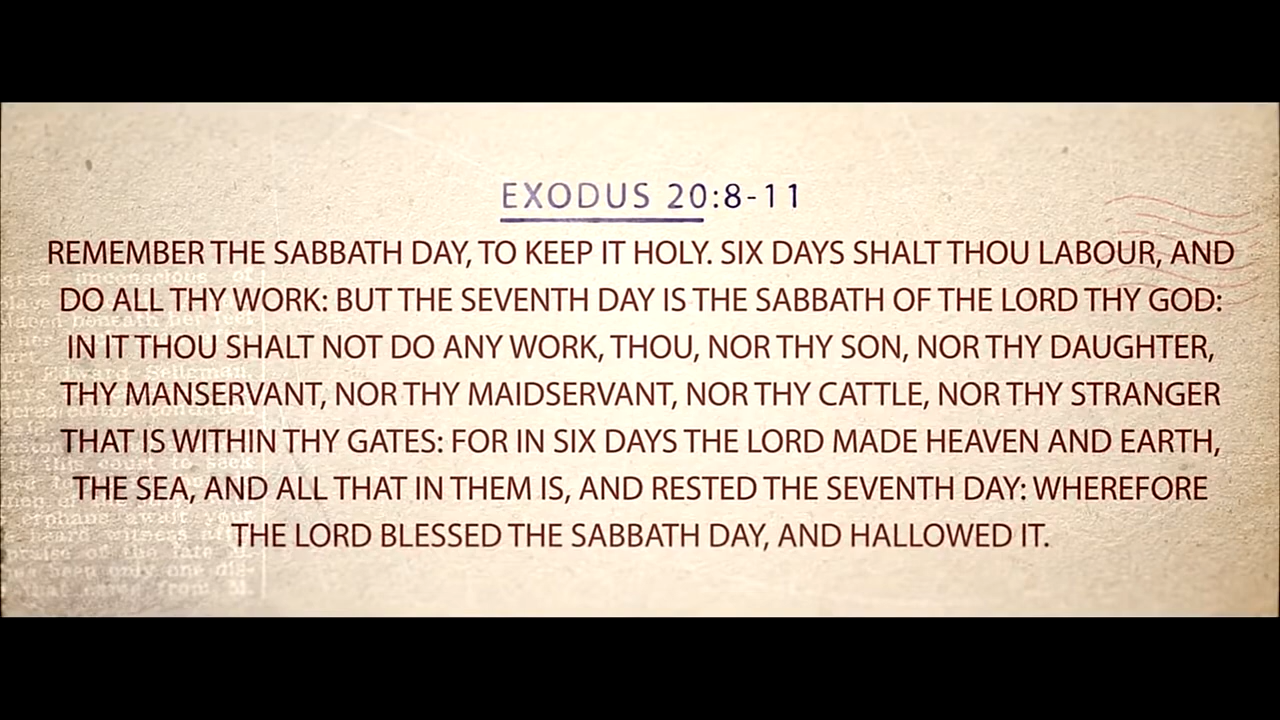 EXODUS 20:8-11
REMEMBER THE SABBATH DAY, TO KEEP IT HOLY. SIX DAYS SHALT THOU LABOUR, AND
DO ALL THY WORK: BUT THE SEVENTH DAY IS THE SABBATH OF THE LORD THY GOD:
IN IT THOU SHALT NOT DO ANY WORK, THOU, NOR THY SON, NOR THY DAUGHTER,
THY MANSERVANT, NOR THY MAIDSERVANT, NOR THY CATTLE, NOR THY STRANGER
THAT IS WITHIN THY GATES: FOR IN SIX DAYS THE LORD MADE HEAVEN AND EARTH,
THE SEA, AND ALL THAT IN THEM IS, AND RESTED THE SEVENTH DAY: WHEREFORE
THE LORD BLESSED THE SABBATH DAY, AND HALLOWED IT.